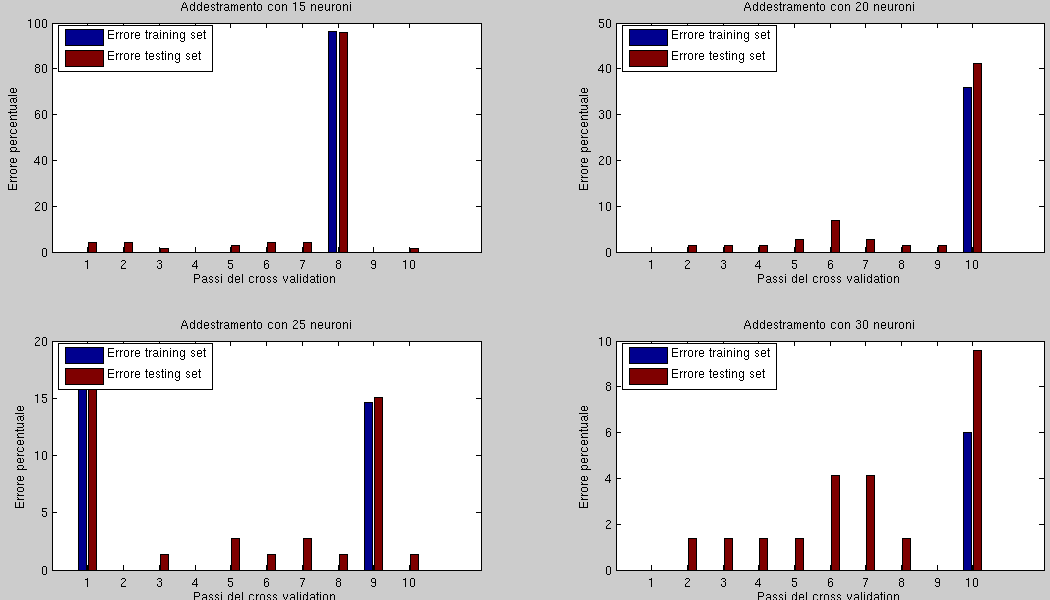 Addestramento con 15 neuroni
100
80
60
40
20
0
Errore percentuale
Errore training set
Errore testing set
1 2 3 4 5 6 7 8 9 10
Passi del cross validation
Addestramento con 20 neuroni
50
40
30
20
10
0
Errore percentuale
Errore training set
Errore testing set
1 2 3 4 5 6 7 8 9 10
Passi del cross validation
Addestramento con 25 neuroni
20
15
10
5
0
Errore percentuale
Errore training set
Errore testing set
1 2 3 4 5 6 7 8 9 10
Passi del cross validation
Addestramento con 30 neuroni
10
8
6
4
2
0
Errore percentuale
Errore training set
Errore testing set
1 2 3 4 5 6 7 8 9 10
Passi del cross validation